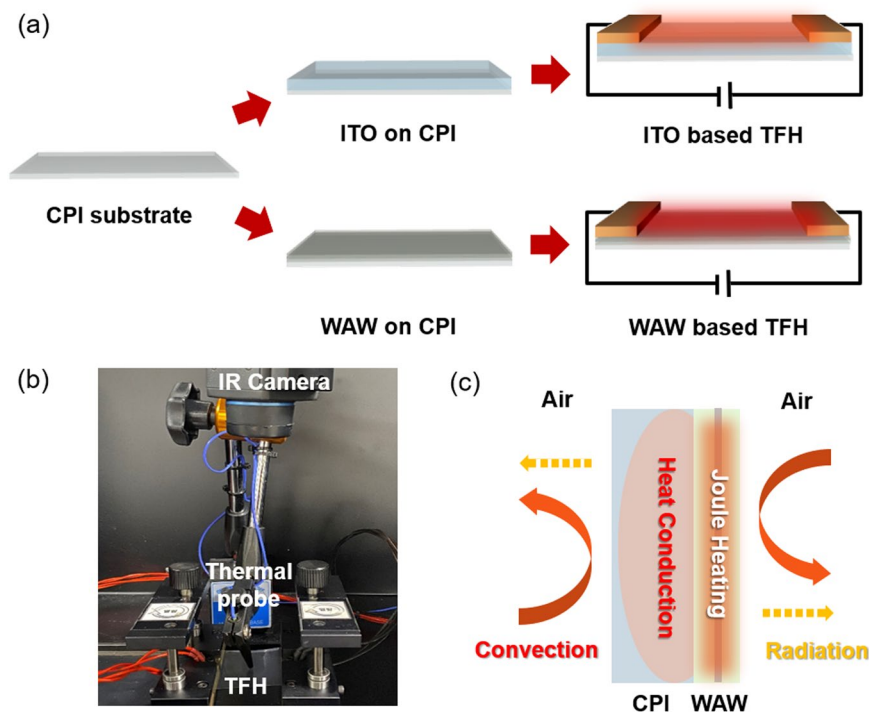 (a)
CPI substrate
ITO on CPI
ITO based TFH
WAW on CPI
WAW based TFH
(b)
IR Camera
Thermal
probe
TFH
(c)
Air
Air
Heat Conduction
Joule Heating
Convection
Radiation
CPI
WAW